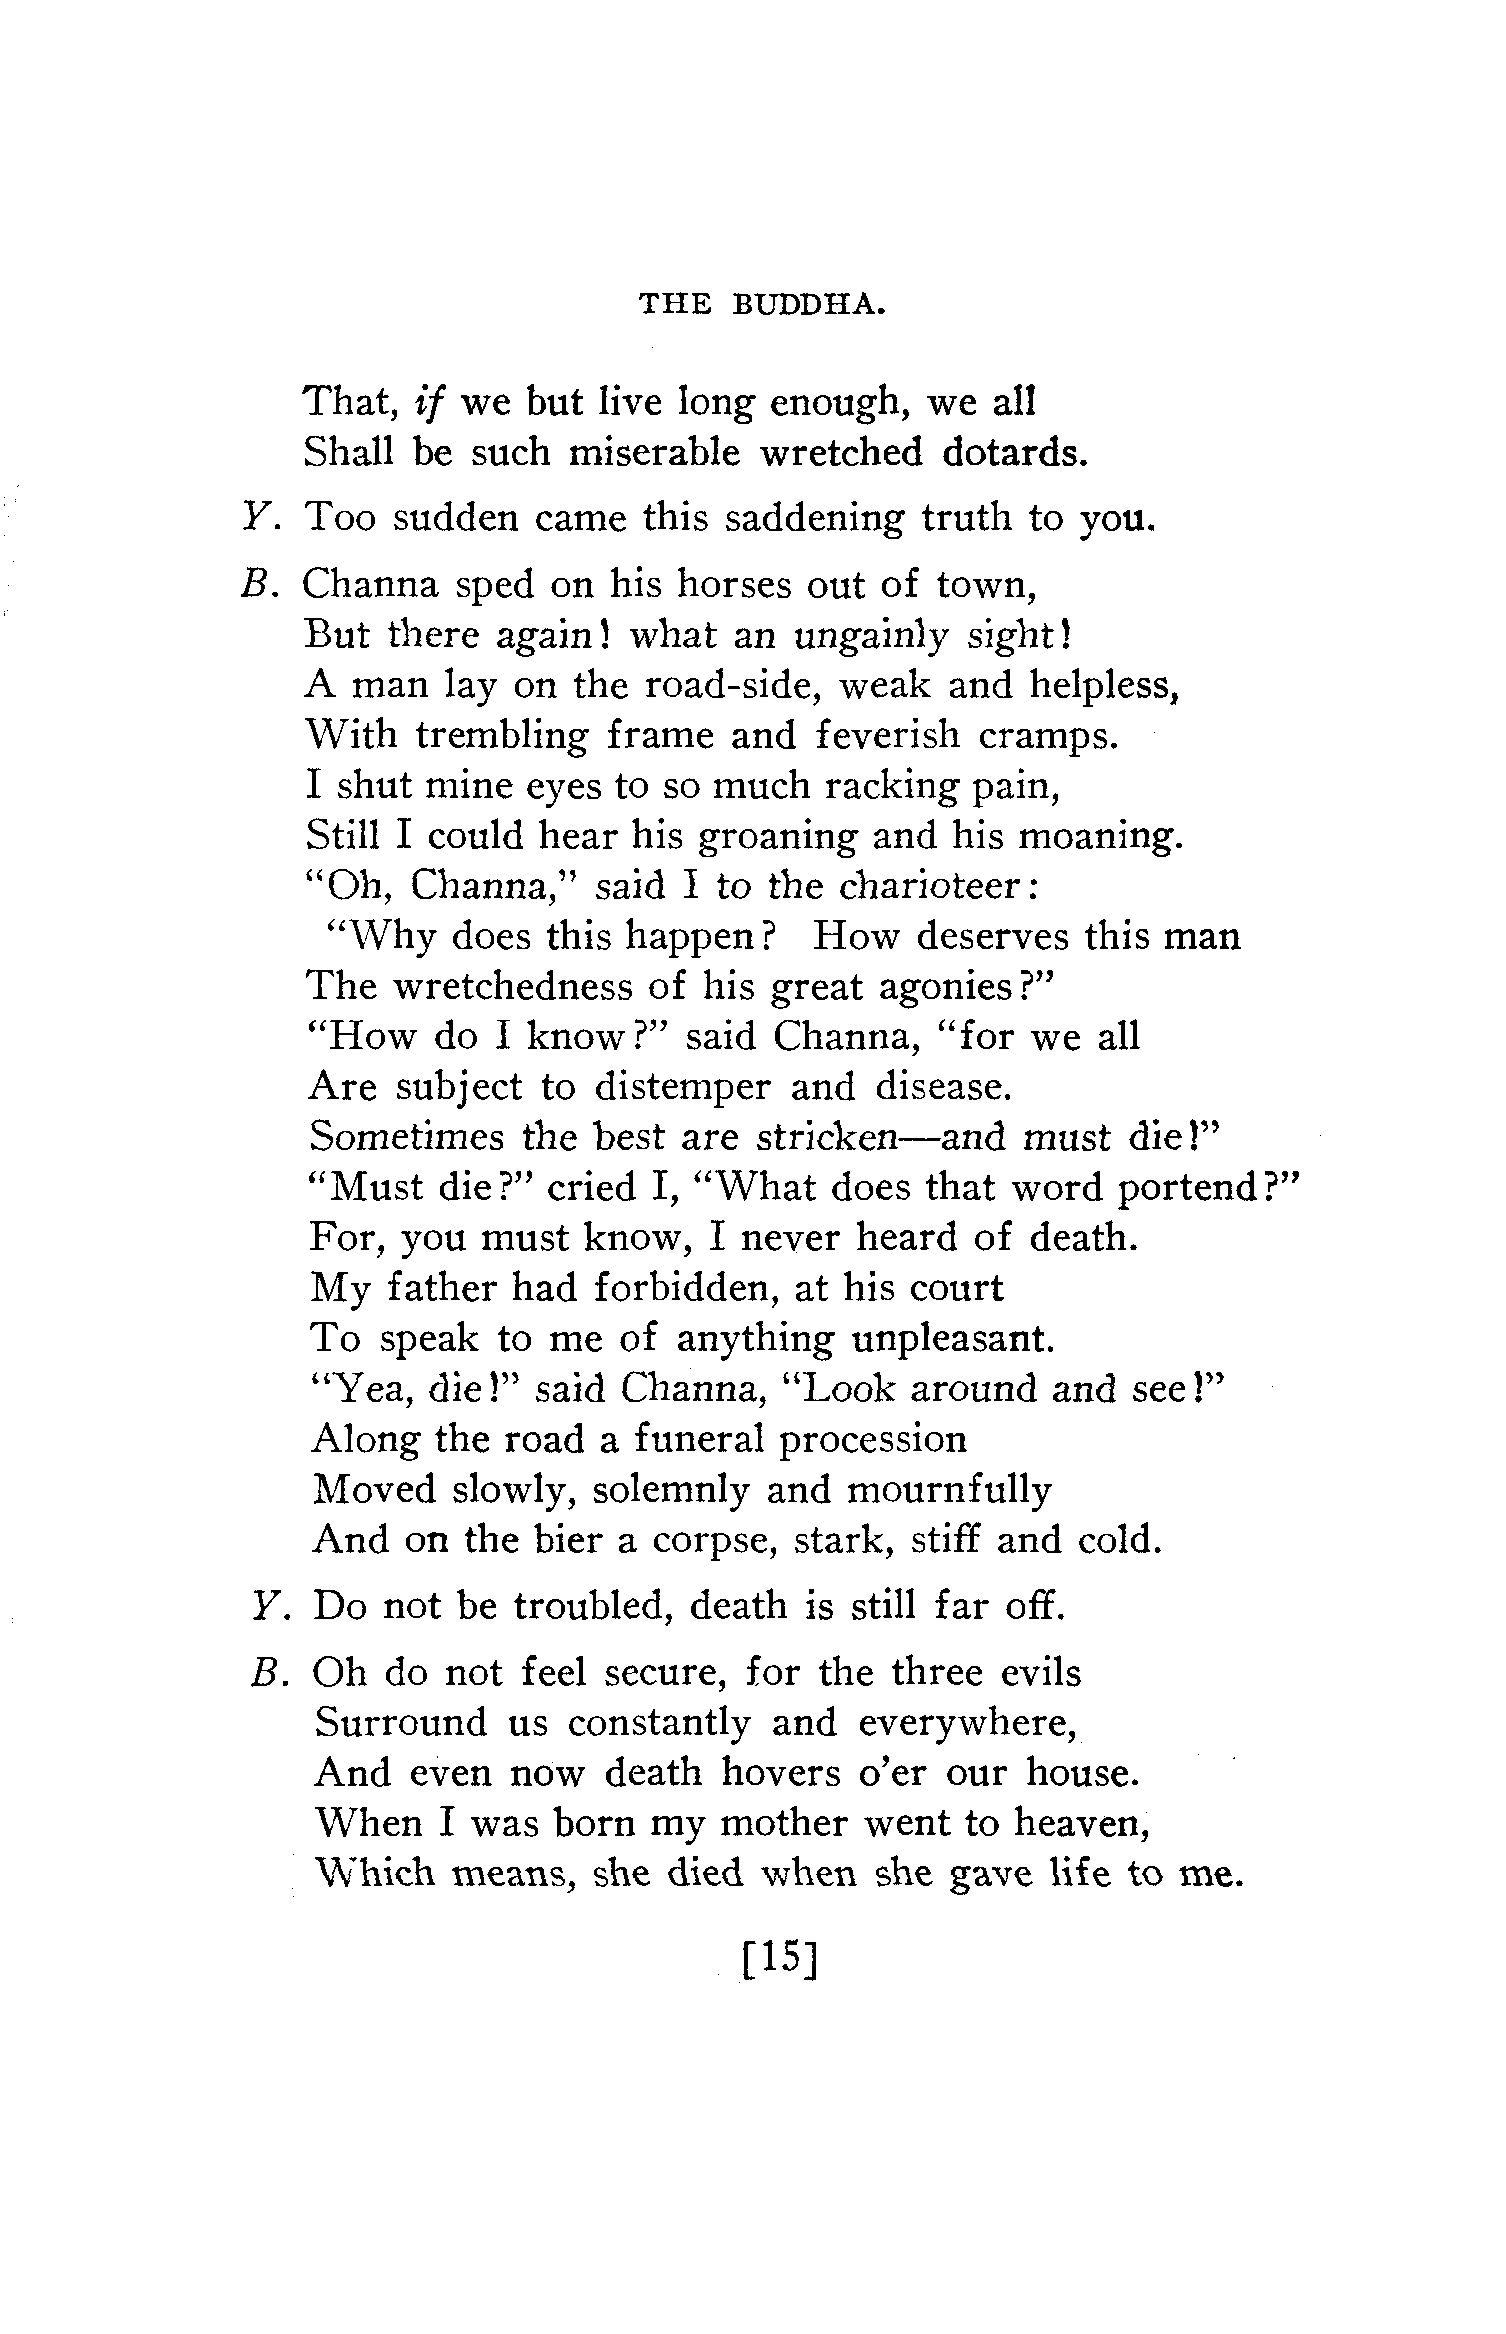 THE BUDDHA.
That, if we but live long enough, we all
Shall be such miserable wretched dotards.
Y. Too sudden came this saddening truth to you.
B. Channa sped on his horses out of town,
But there again! what an ungainly sight!
A man lay on the road-side, weak and helpless,
With trembling frame and feverish cramps.
I shut mine eyes to so much racking pain,
Still I could hear his groaning and his moaning.
"Oh, Channa," said I to the charioteer:
"Why does this happen? How deserves this man
The wretchedness of his great agonies?"
"How do I know?" said Channa, "for we all
Are subject to distemper and disease.
Sometimes the best are stricken—and must die!"
"Must die?" cried I, "What does that word portend?"
For, you must know, I never heard of death.
My father had forbidden, at his court
To speak to me of anything unpleasant.
"Yea, die!" said Channa, "Look around and see!"
Along the road a funeral procession
Moved slowly, solemnly and mournfully
And on the bier a corpse, stark, stiff and cold.
Y. Do not be troubled, death is still far off.
B. Oh do not feel secure, for the three evils
Surround us constantly and everywhere,
And even now death hovers o'er our house.
When I was born my mother went to heaven,
Which means, she died when she gave life to me.
[15]